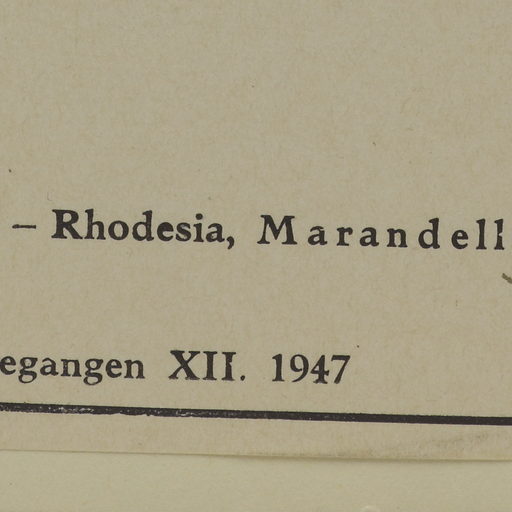 – Rhodesia, Marandell
egangen XII. 1947